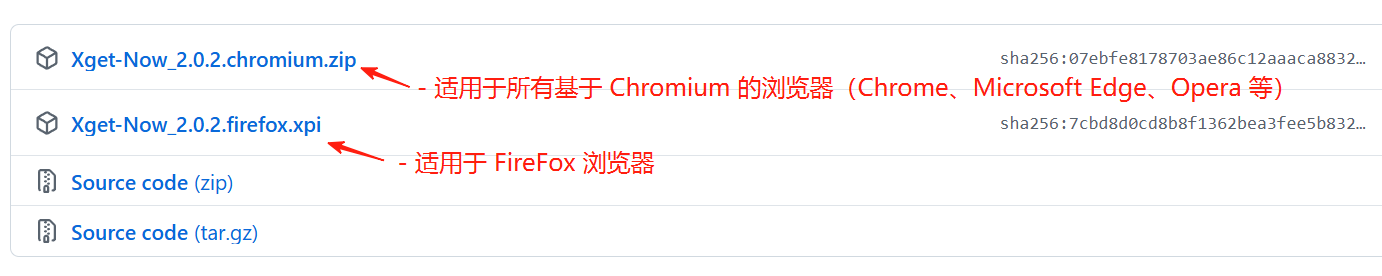 Xget-Now_2.0.2.chromium.zip
sha256:07ebfe8178703ae86c12aaaca8832…
- 适用于所有基于 Chromium 的浏览器（Chrome、Microsoft Edge、Opera 等）
Xget-Now_2.0.2.firefox.xpi
sha256:7cbd8d0cd8b8f1362bea3fee5b832…
- 适用于 FireFox 浏览器
Source code (zip)
Source code (tar.gz)